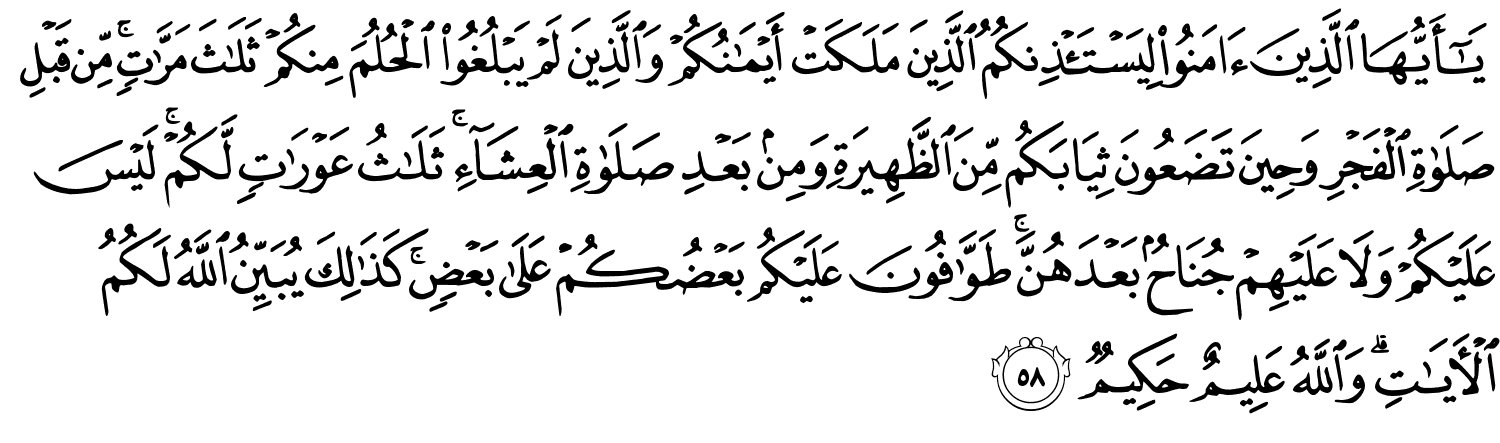 يَـٰٓأَيُّهَا ٱلَّذِينَ ءَامَنُوا۟ لِيَسْتَـْٔذِنكُمُ ٱلَّذِينَ مَلَكَتْ أَيْمَـٰنُكُمْ وَٱلَّذِينَ لَمْ يَبْلُغُوا۟ ٱلْحُلُمَ مِنكُمْ ثَلَـٰثَ مَرَّٰتٍۢ ۚ مِّن قَبْلِ
صَلَوٰةِ ٱلْفَجْرِ وَحِينَ تَضَعُونَ ثِيَابَكُم مِّنَ ٱلظَّهِيرَةِ وَمِنۢ بَعْدِ صَلَوٰةِ ٱلْعِشَآءِ ۚ ثَلَـٰثُ عَوْرَٰتٍۢ لَّكُمْ ۚ لَيْسَ
عَلَيْكُمْ وَلَا عَلَيْهِمْ جُنَاحٌۢ بَعْدَهُنَّ ۚ طَوَّٰفُونَ عَلَيْكُم بَعْضُكُمْ عَلَىٰ بَعْضٍۢ ۚ كَذَٰلِكَ يُبَيِّنُ ٱللَّهُ لَكُمُ
ٱلْـَٔايَـٰتِ ۗ وَٱللَّهُ عَلِيمٌ حَكِيمٌۭ ٥٨